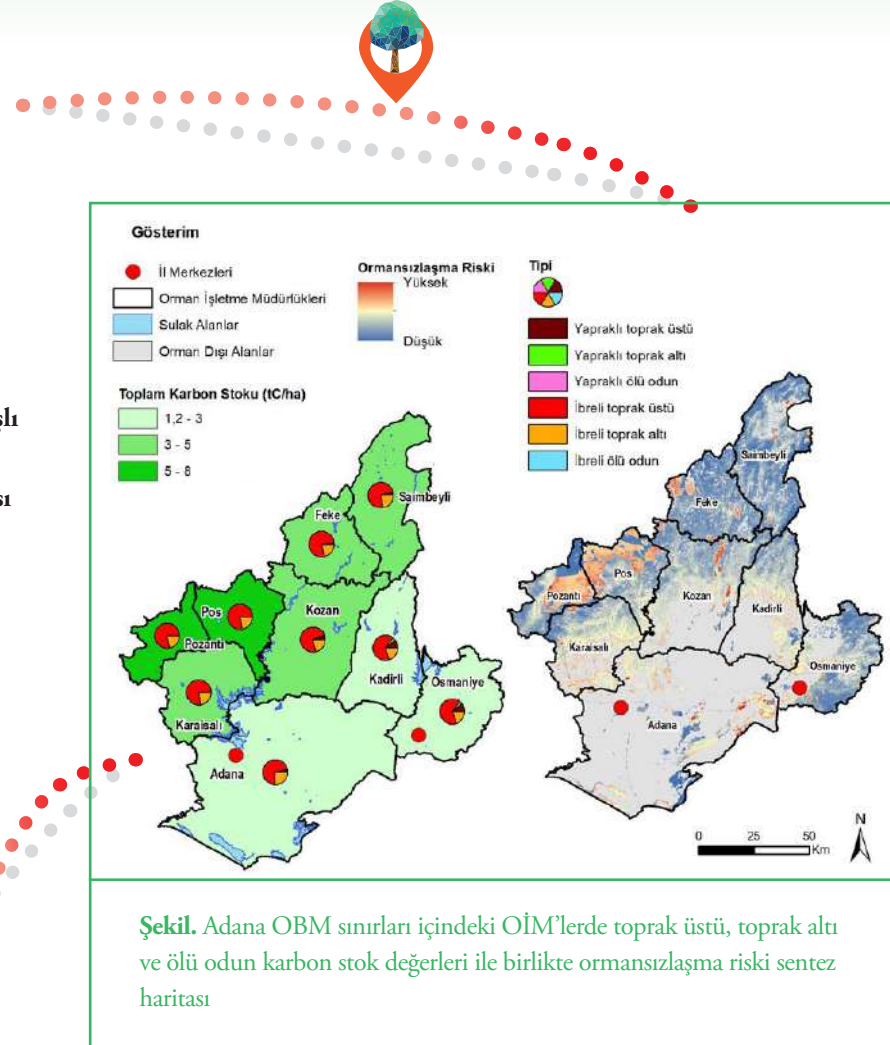 şlı
sı
Gösterim
İl Merkezleri
Orman İşletme Müdürlükleri
Sulak Alanlar
Orman Dışı Alanlar
Toplam Karbon Stoku (tC/ha)
1,2 - 3
3 - 5
5 - 8
Ormansızlaşma Riski
Yüksek
Düşük
Tipi
Yapraklı toprak üstü
Yapraklı toprak altı
Yapraklı ölü odun
İbreli toprak üstü
İbreli toprak altı
İbreli ölü odun
Saimbeyli
Feke
Pos
Kozan
Pozantı
Kadirli
Osmaniye
Karaisalı
Adana
Saimbeyli
Feke
Pos
Pozantı
Kozan
Kadirli
Karaisalı
Osmaniye
Adana
N
0 25 50
Km
Şekil. Adana OBM sınırları içindeki OİM’lerde toprak üstü, toprak altı
ve ölü odun karbon stok değerleri ile birlikte ormansızlaşma riski sentez
haritası